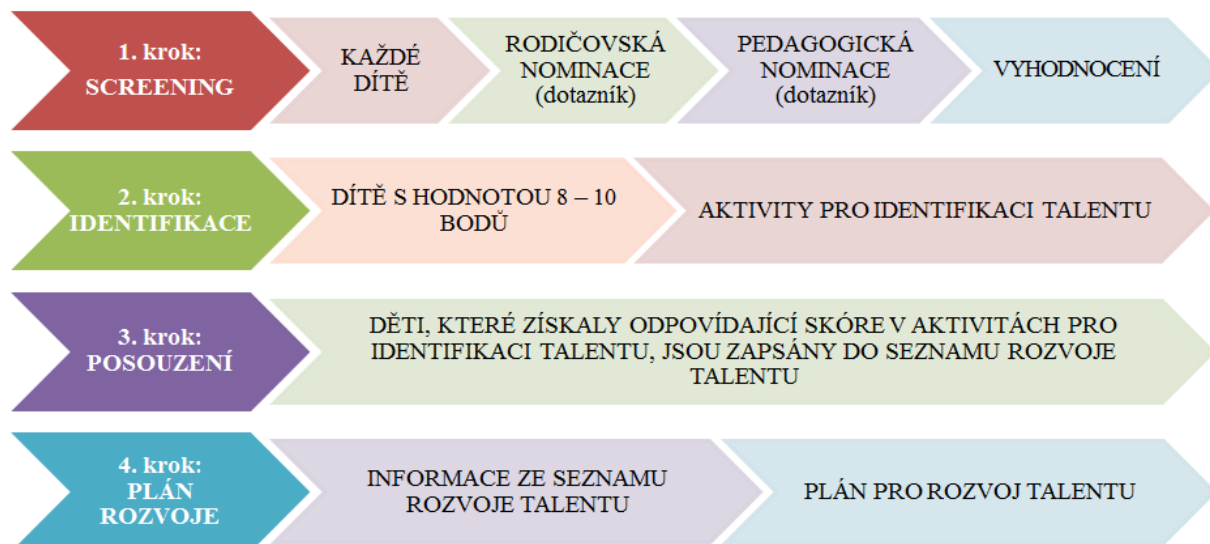 1. krok:
SCREENING
KAŽDÉ
DÍTĚ
RODIČOVSKÁ
NOMINACE
(dotazník)
PEDAGOGICKÁ
NOMINACE
(dotazník)
VYHODNOCENÍ
2. krok:
IDENTIFIKACE
DÍTĚ S HODNOTOU 8 – 10
BODŮ
AKTIVITY PRO IDENTIFIKACI TALENTU
3. krok:
POSOUZENÍ
DĚTI, KTERÉ ZÍSKALY ODPOVÍDAJÍCÍ SKÓRE V AKTIVITÁCH PRO
IDENTIFIKACI TALENTU, JSOU ZAPSÁNY DO SEZNAMU ROZVOJE
TALENTU
4. krok:
PLÁN
ROZVOJE
INFORMACE ZE SEZNAMU
ROZVOJE TALENTU
PLÁN PRO ROZVOJ TALENTU